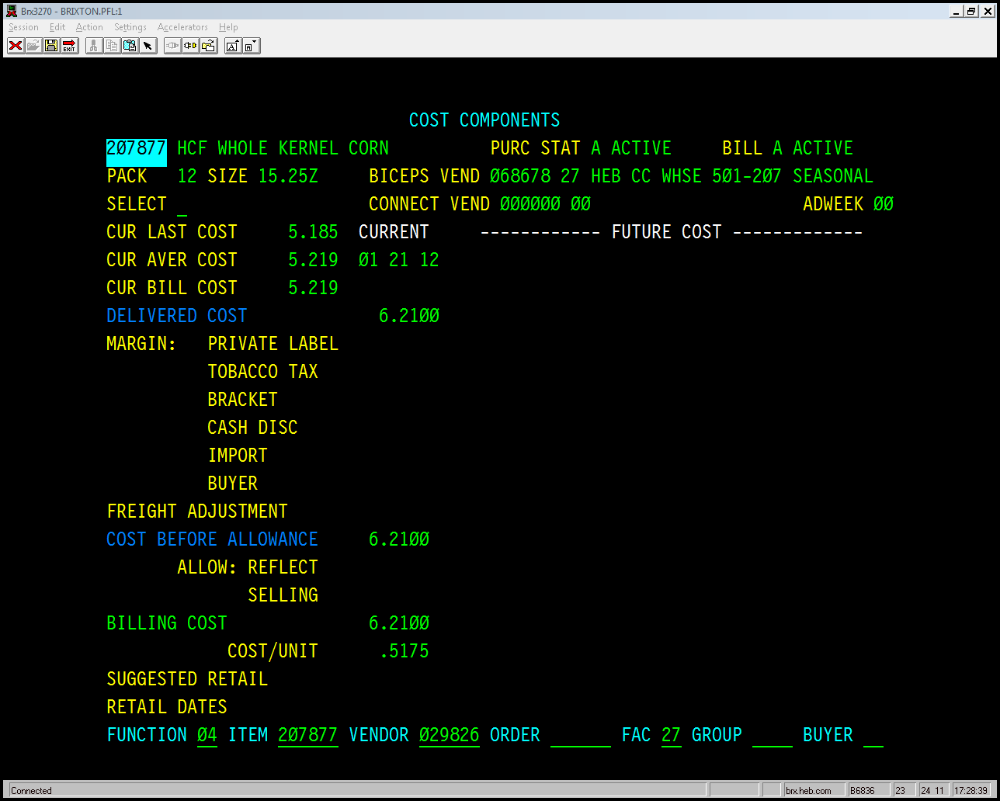 Brx3270 - BRIXTON.PFL:1
Session Edit Action Settings Accelerators Help
EXIT A R
COST COMPONENTS
207877 HCF WHOLE KERNEL CORN PURC STAT A ACTIVE BILL A ACTIVE
PACK 12 SIZE 15.25Z BICEPS VEND 068678 27 HEB CC WHSE 501-207 SEASONAL
SELECT _ CONNECT VEND 000000 00 ADWEEK 00
CUR LAST COST 5.185 CURRENT ------------ FUTURE COST -------------
CUR AVER COST 5.219 01 21 12
CUR BILL COST 5.219
DELIVERED COST 6.2100
MARGIN: PRIVATE LABEL
TOBACCO TAX
BRACKET
CASH DISC
IMPORT
BUYER
FREIGHT ADJUSTMENT
COST BEFORE ALLOWANCE 6.2100
ALLOW: REFLECT
SELLING
BILLING COST 6.2100
COST/UNIT .5175
SUGGESTED RETAIL
RETAIL DATES
FUNCTION 04 ITEM 207877 VENDOR 029826 ORDER ______ FAC 27 GROUP ____ BUYER __
Connected brx.heb.com B6836 23 24 11 17:28:39